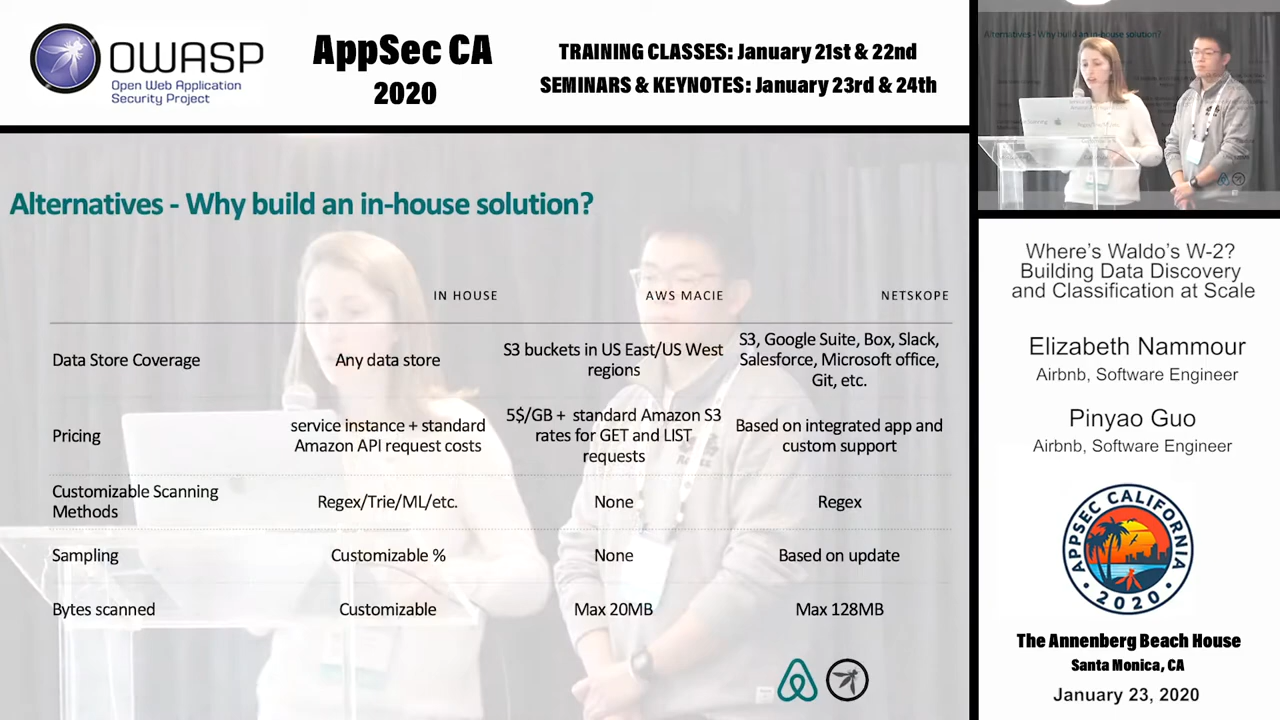 OWASP
Open Web Application
Security Project
AppSec CA
2020
TRAINING CLASSES: January 21st & 22nd
SEMINARS & KEYNOTES: January 23rd & 24th
Alternatives - Why build an in-house solution?
IN HOUSE
AWS MACIE
NETSKOPE
Data Store Coverage
Any data store
S3 buckets in US East/US West
regions
S3, Google Suite, Box, Slack,
Salesforce, Microsoft office,
Git, etc.
Pricing
service instance + standard
Amazon API request costs
5$/GB + standard Amazon S3
rates for GET and LIST
requests
Based on integrated app and
custom support
Customizable Scanning
Methods
Regex/Trie/ML/etc.
None
Regex
Sampling
Customizable %
None
Based on update
Bytes scanned
Customizable
Max 20MB
Max 128MB
Alternatives - Why build an in-house solution?
Where's Waldo's W-2?
Building Data Discovery
and Classification at Scale
Elizabeth Nammour
Airbnb, Software Engineer
Pinyao Guo
Airbnb, Software Engineer
APPSEC CALIFORNIA
2020
The Annenberg Beach House
Santa Monica, CA
January 23, 2020